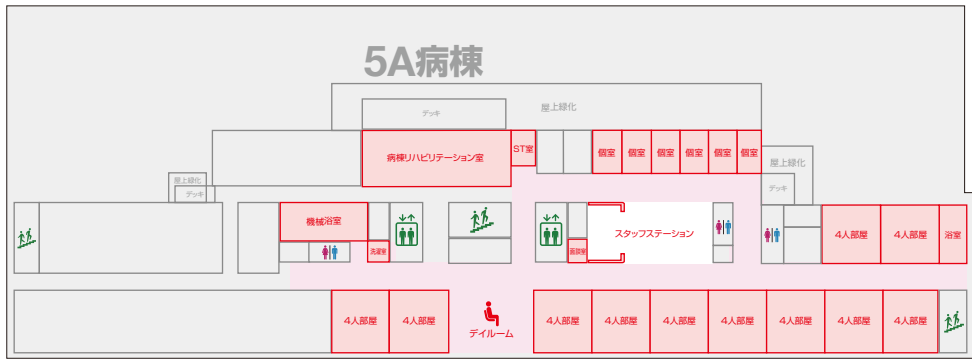 5A病棟
デッキ
屋上緑化
病棟リハビリテーション室
ST室
個室
個室
個室
個室
個室
個室
屋上緑化
屋上緑化
デッキ
デッキ
機械浴室
洗濯室
面談室
スタッフステーション
4人部屋
4人部屋
浴室
4人部屋
4人部屋
デイルーム
4人部屋
4人部屋
4人部屋
4人部屋
4人部屋
4人部屋
4人部屋